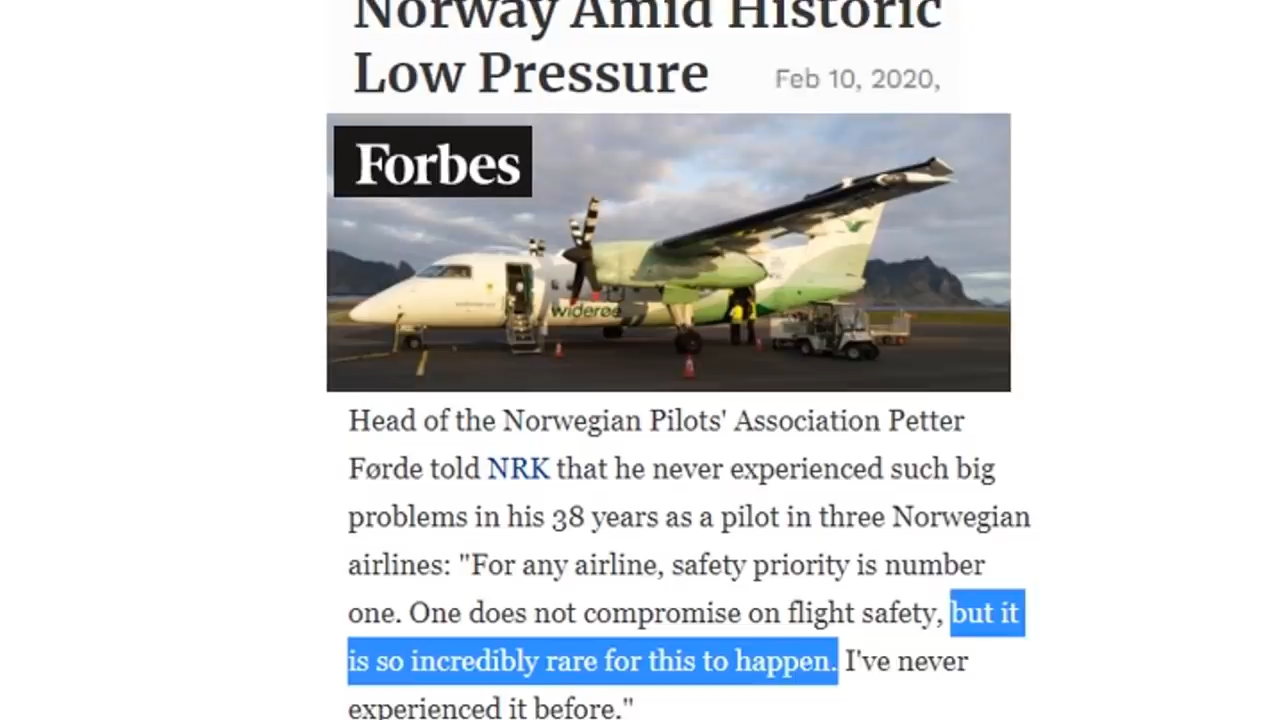 Norway Amid Historic
Low Pressure
Feb 10, 2020,
Forbes
widerøe
Head of the Norwegian Pilots' Association Petter
Førde told NRK that he never experienced such big
problems in his 38 years as a pilot in three Norwegian
airlines: "For any airline, safety priority is number
one. One does not compromise on flight safety, but it
is so incredibly rare for this to happen. I've never
experienced it before."